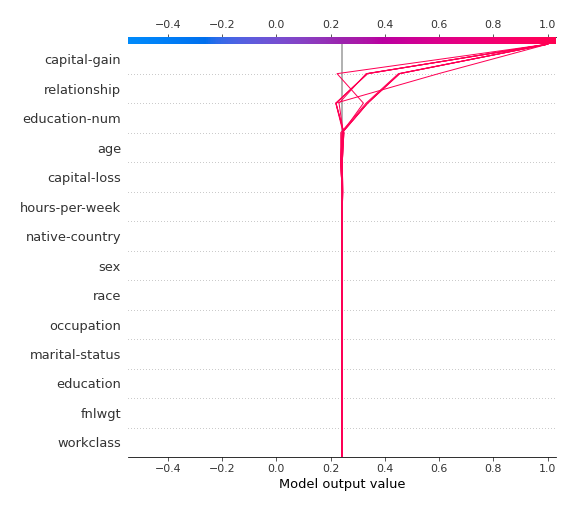 −0.4 −0.2 0.0 0.2 0.4 0.6 0.8 1.0
capital-gain
relationship
education-num
age
capital-loss
hours-per-week
native-country
sex
race
occupation
marital-status
education
fnlwgt
workclass
−0.4 −0.2 0.0 0.2 0.4 0.6 0.8 1.0
Model output value